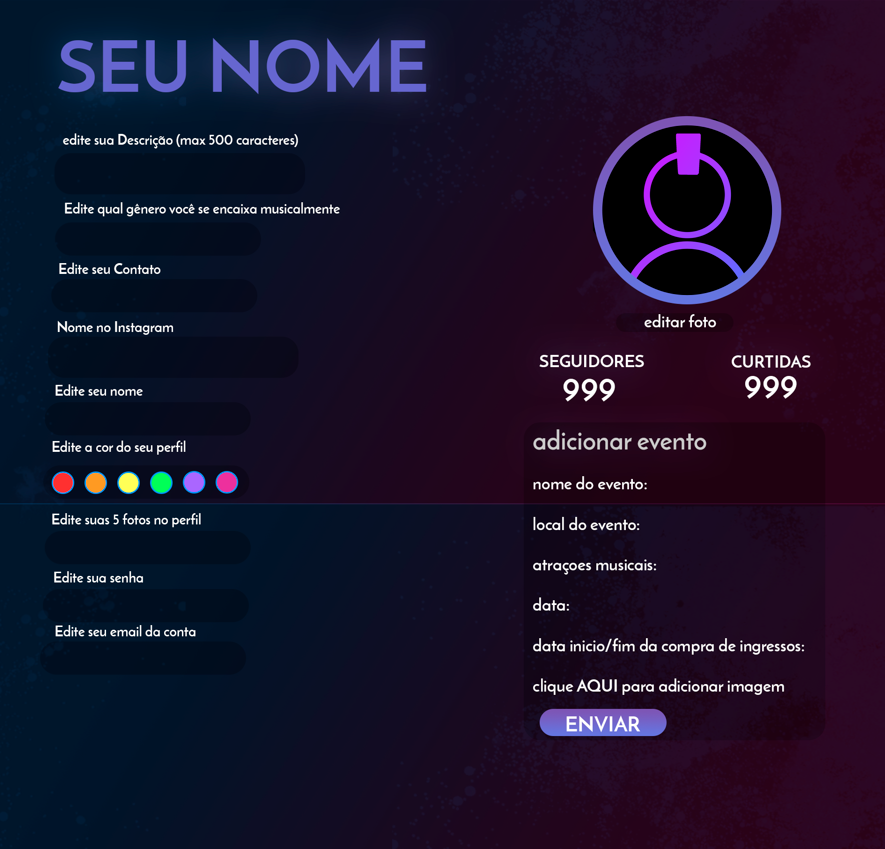 SEU NOME
edite sua Descrição (max 500 caracteres)
Edite qual gênero você se encaixa musicalmente
Edite seu Contato
Nome no Instagram
Edite seu nome
Edite a cor do seu perfil
Edite suas 5 fotos no perfil
Edite sua senha
Edite seu email da conta
editar foto
SEGUIDORES
999
CURTIDAS
999
adicionar evento
nome do evento:
local do evento:
atraçoes musicais:
data:
data inicio/fim da compra de ingressos:
clique AQUI para adicionar imagem
ENVIAR